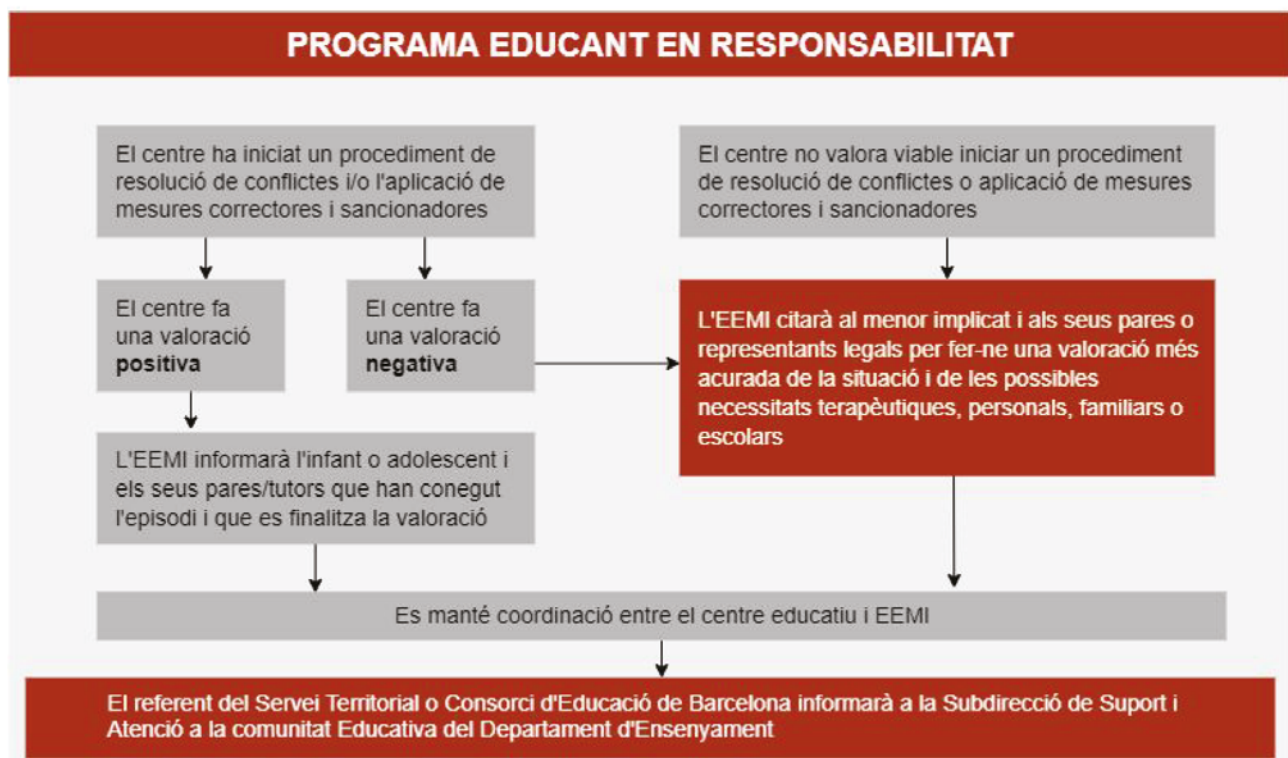 PROGRAMA EDUCANT EN RESPONSABILITAT
El centre ha iniciat un procediment de
resolució de conflictes i/o l'aplicació de
mesures correctores i sancionadores
El centre no valora viable iniciar un procediment
de resolució de conflictes o aplicació de mesures
correctores i sancionadores
El centre fa
una valoració
positiva
El centre fa
una valoració
negativa
L'EEMI citarà al menor implicat i als seus pares o
representants legals per fer-ne una valoració més
acurada de la situació i de les possibles
necessitats terapèutiques, personals, familiars o
escolars
L'EEMI informarà l'infant o adolescent i
els seus pares/tutors que han conegut
l'episodi i que es finalitza la valoració
Es manté coordinació entre el centre educatiu i EEMI
El referent del Servei Territorial o Consorci d'Educació de Barcelona informarà a la Subdirecció de Suport i
Atenció a la comunitat Educativa del Departament d'Ensenyament